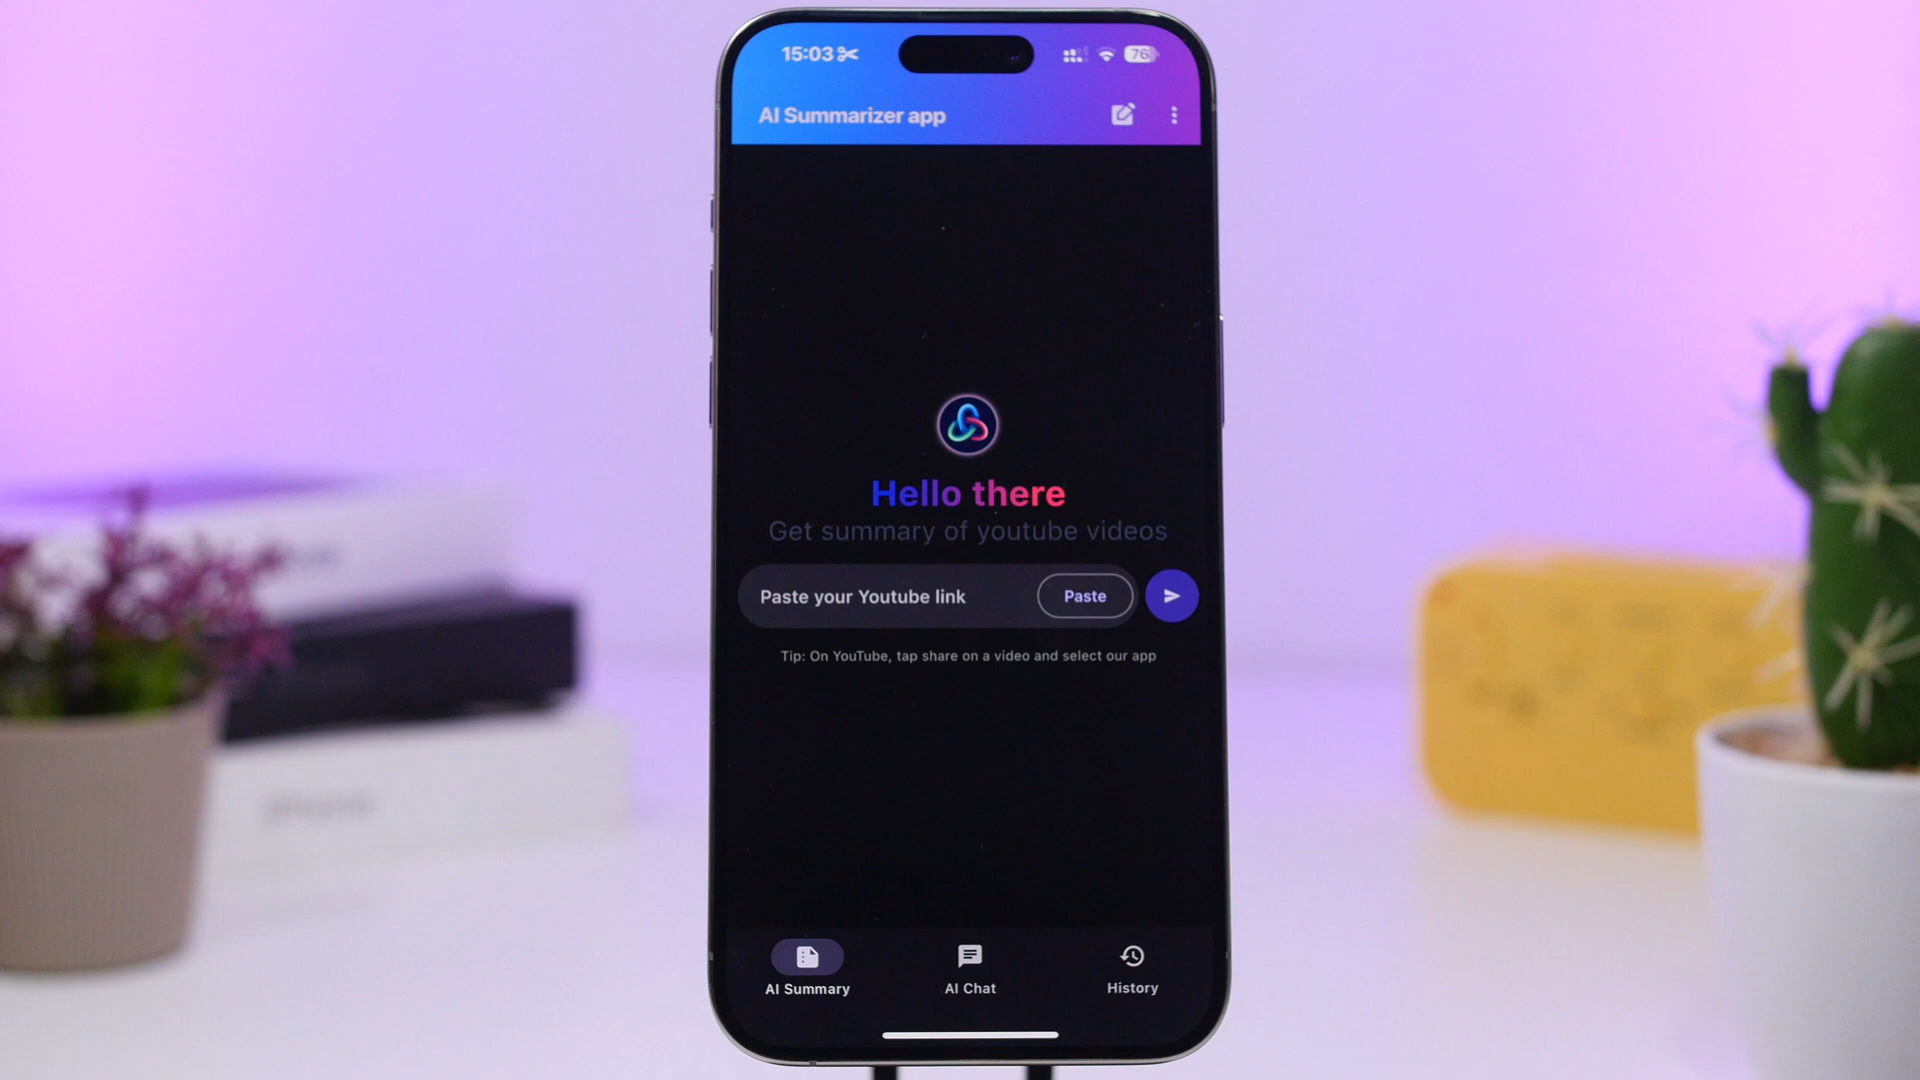 15:03
76
AI Summarizer app
Hello there
Get summary of youtube videos
Paste your Youtube link
Paste
Tip: On YouTube, tap share on a video and select our app
AI Summary
AI Chat
History